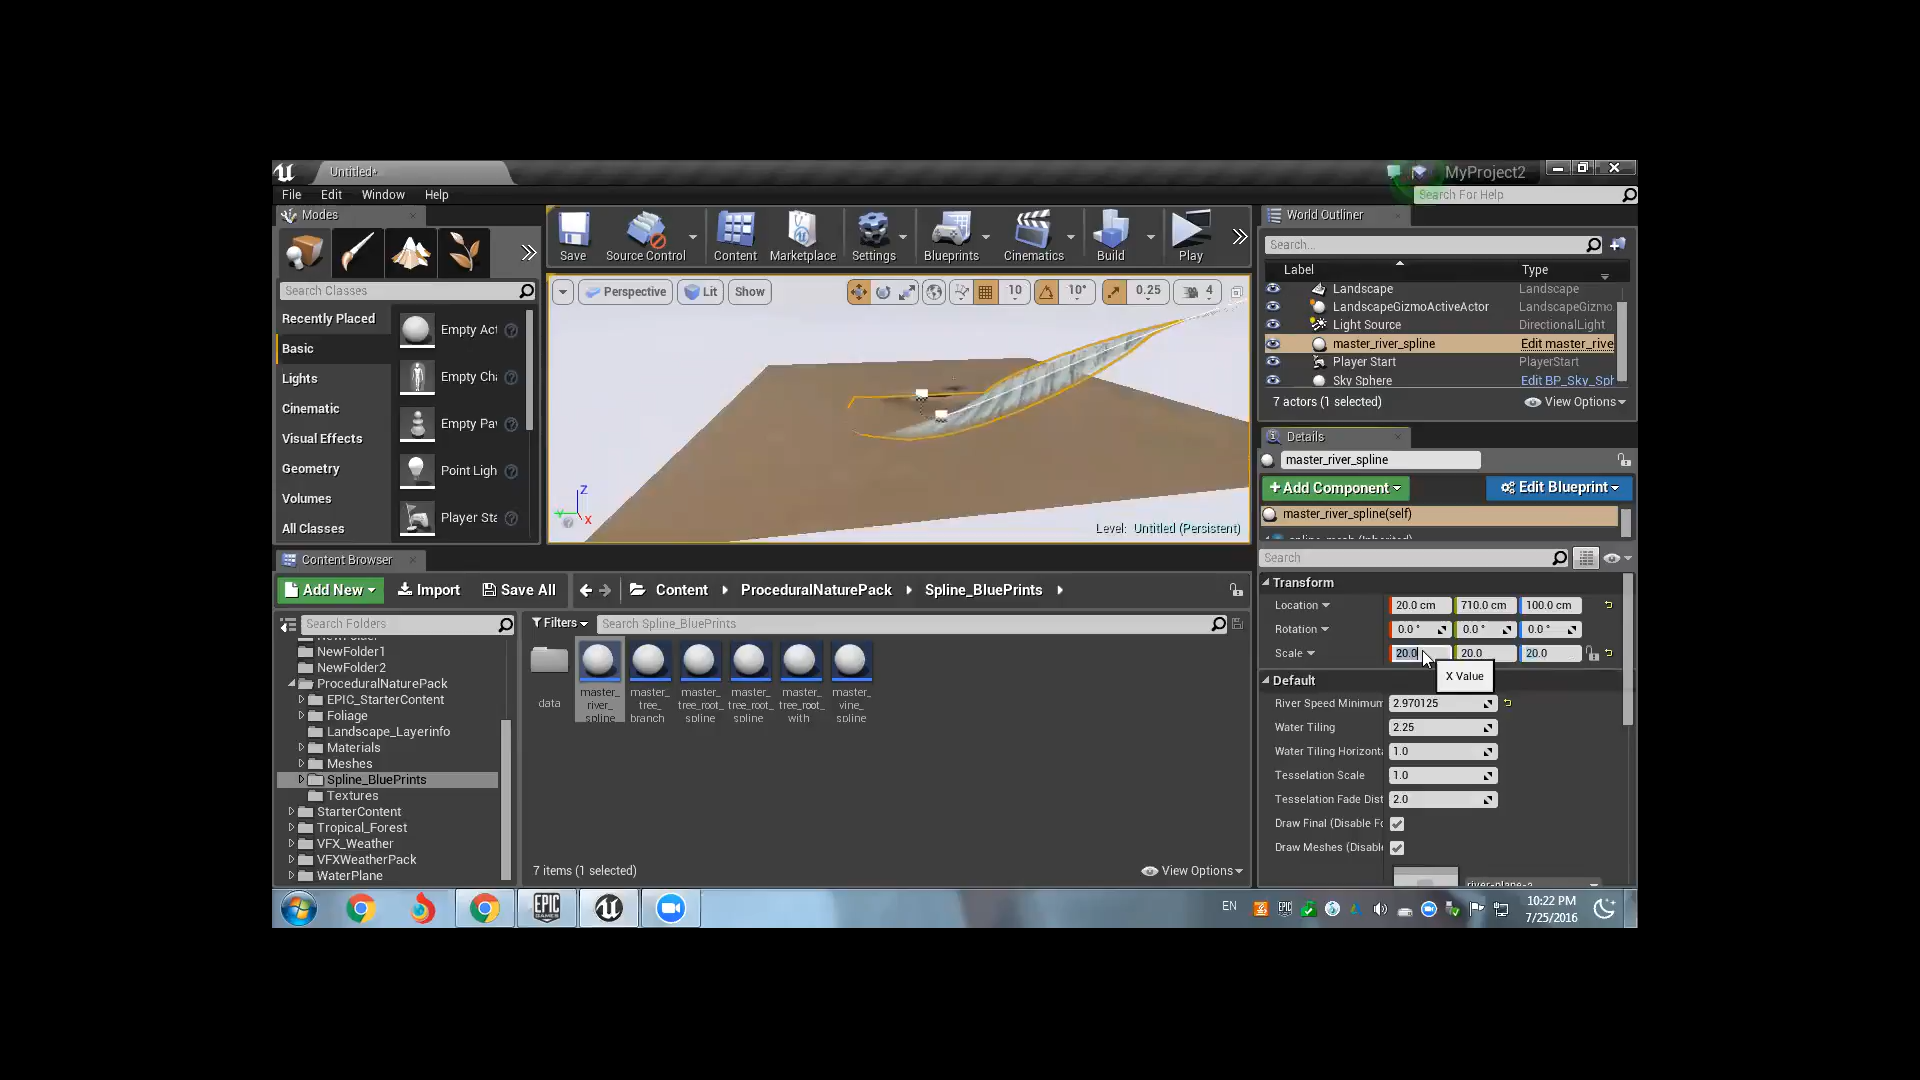 Untitled*
MyProject2
File Edit Window Help
Search For Help
Modes
Search Classes
Recently Placed
Basic
Lights
Cinematic
Visual Effects
Geometry
Volumes
All Classes
Empty Act
Empty Cha
Empty Pav
Point Ligh
Player Sta
Save
Source Control
Content
Marketplace
Settings
Blueprints
Cinematics
Build
Play
Perspective
Lit
Show
10
10°
0.25
4
Z
X
Level: Untitled (Persistent)
World Outliner
Search...
Label Type
Landscape Landscape
LandscapeGizmoActiveActor LandscapeGizmo
Light Source DirectionalLight
master_river_spline Edit master_rive
Player Start PlayerStart
Sky Sphere Edit BP_Sky_Sph
7 actors (1 selected) View Options
Details
master_river_spline
+Add Component Edit Blueprint
master_river_spline(self)
Search
Transform
Location 20.0 cm 710.0 cm 100.0 cm
Rotation 0.0° 0.0° 0.0°
Scale 20.0 20.0 20.0
X Value
Default
River Speed Minimum 2.970125
Water Tiling 2.25
Water Tiling Horizonta 1.0
Tesselation Scale 1.0
Tesselation Fade Dist 2.0
Draw Final (Disable Fo
Draw Meshes (Disable
Content Browser
Add New Import Save All Content ProceduralNaturePack Spline_BluePrints
Search Folders
Filters Search Spline_BluePrints
NewFolder1
NewFolder2
ProceduralNaturePack
EPIC_StarterContent
Foliage
Landscape_Layerinfo
Materials
Meshes
Spline_BluePrints
Textures
StarterContent
Tropical_Forest
VFX_Weather
VFXWeatherPack
WaterPlane
data
master_
river_
spline
master_
tree_
branch
master_
tree_root_
spline
master_
tree_root_
spline
master_
tree_root_
with
master_
vine_
spline
7 items (1 selected) View Options
EPIC
GAMES
EN
10:22 PM
7/25/2016